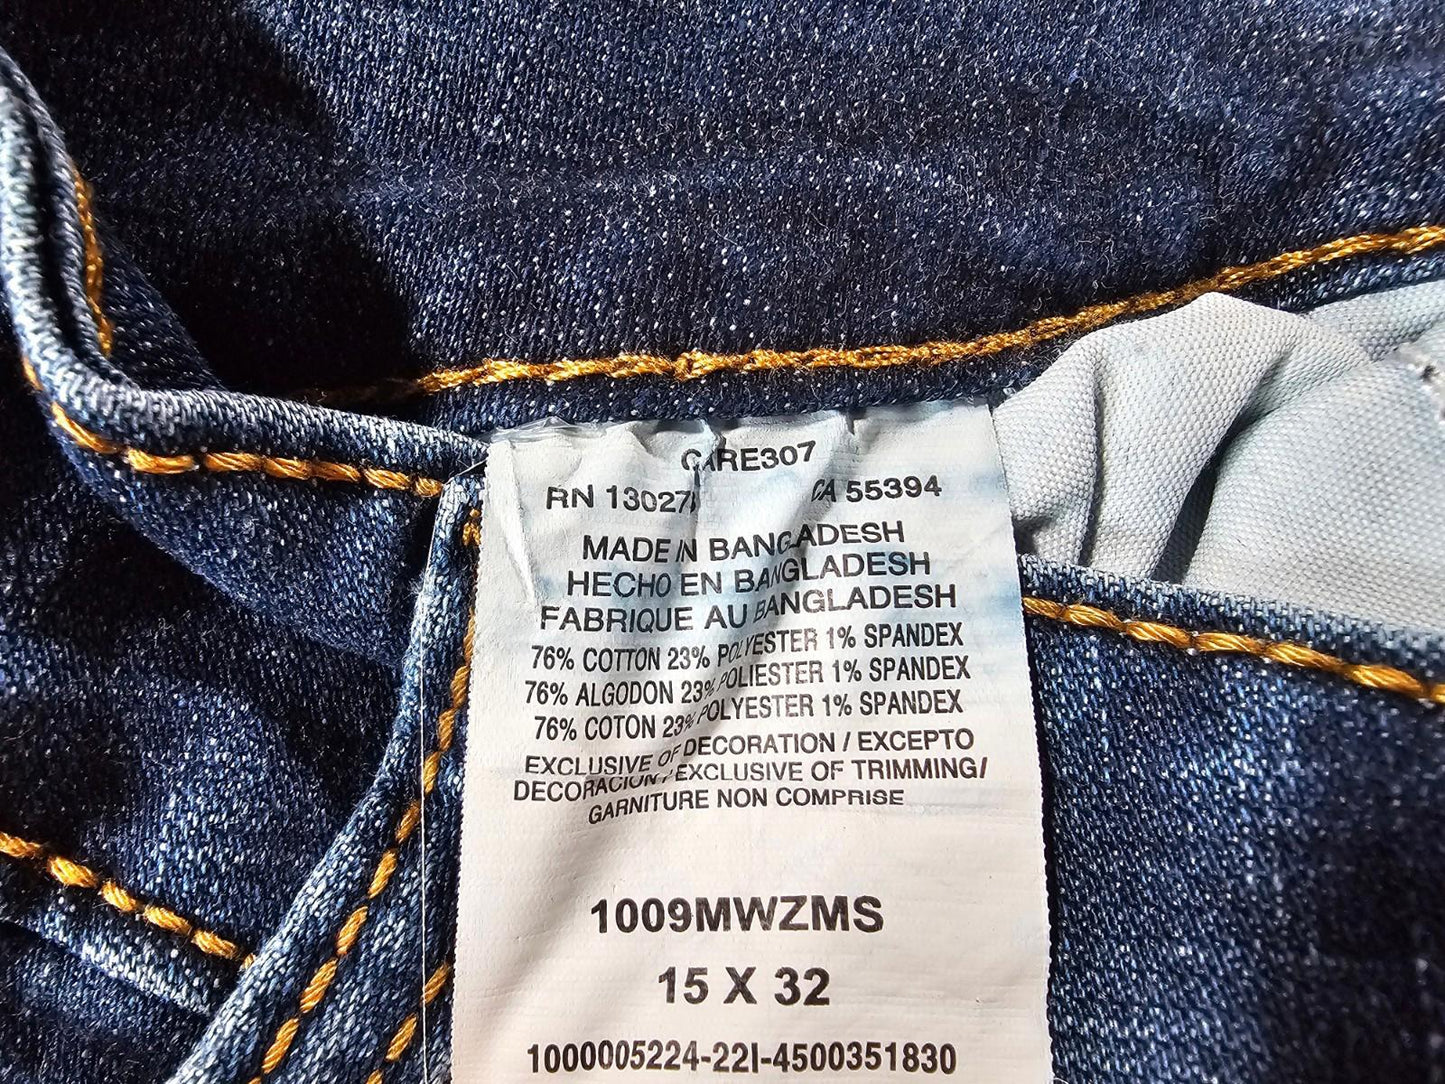 CARE307
RN 13027 CA 55394
MADE IN BANGLADESH
HECHO EN BANGLADESH
FABRIQUE AU BANGLADESH
76% COTTON 23% POLYESTER 1% SPANDEX
76% ALGODON 23% POLIESTER 1% SPANDEX
76% COTON 23% POLYESTER 1% SPANDEX
EXCLUSIVE OF DECORATION / EXCEPTO
DECORACION / EXCLUSIVE OF TRIMMING/
GARNITURE NON COMPRISE
1009MWZMS
15 X 32
1000005224-22I-4500351830